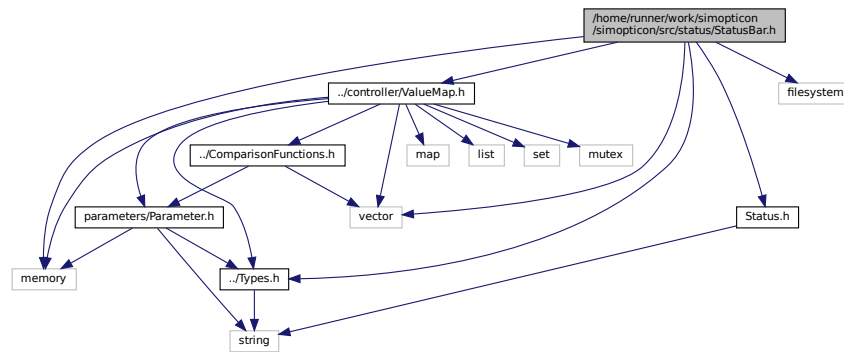 /home/runner/work/simopticon
/simopticon/src/status/StatusBar.h
../controller/ValueMap.h
filesystem
../ComparisonFunctions.h
map
list
set
mutex
parameters/Parameter.h
vector
Status.h
memory
../Types.h
string